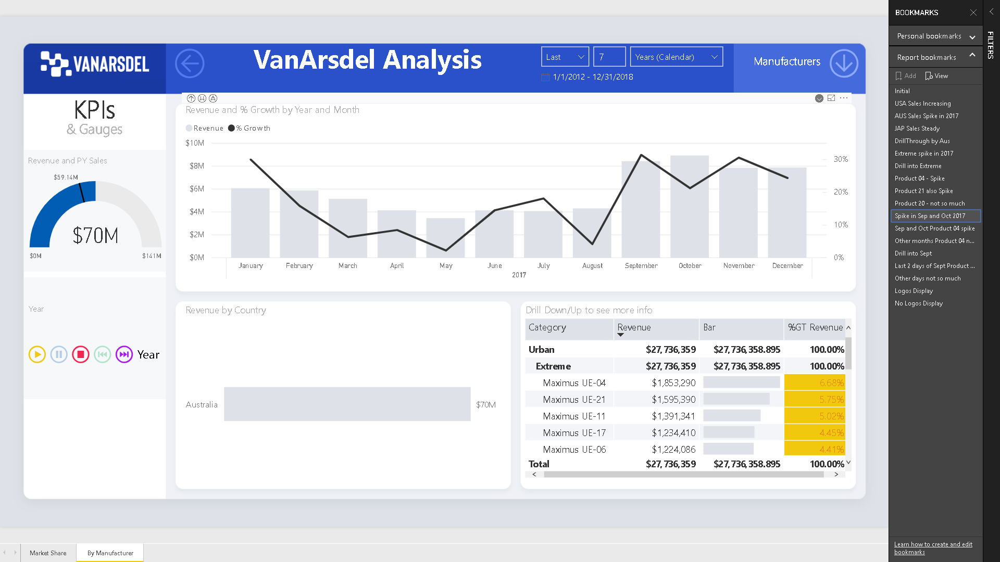 VANARSDEL
VanArsdel Analysis
Last
7
Years (Calendar)
1/1/2012 - 12/31/2018
Manufacturers
KPIs
& Gauges
Revenue and PY Sales
$59.14M
$70M
$0M
$141M
Year
Year
Revenue and % Growth by Year and Month
Revenue
% Growth
$10M
$8M
$6M
$4M
$2M
$0M
30%
20%
10%
0%
January February March April May June July August September October November December
2017
Revenue by Country
Australia
$70M
Drill Down/Up to see more info
Category Revenue Bar %GT Revenue
Urban $27,736,359 $27,736,358.895 100.00%
Extreme $27,736,359 $27,736,358.895 100.00%
Maximus UE-04 $1,853,290 6.68%
Maximus UE-21 $1,595,390 5.75%
Maximus UE-11 $1,391,341 5.02%
Maximus UE-17 $1,234,410 4.45%
Maximus UE-06 $1,224,086 4.41%
Total $27,736,359 $27,736,358.895 100.00%
Market Share
By Manufacturer
BOOKMARKS
Personal bookmarks
Report bookmarks
Add
View
Initial
USA Sales Increasing
AUS Sales Spike in 2017
JAP Sales Steady
DrillThrough by Aus
Extreme spike in 2017
Drill into Extreme
Product 04 - Spike
Product 21 also Spike
Product 20 - not so much
Spike in Sep and Oct 2017
Sep and Oct Product 04 spike
Other months Product 04 n...
Drill into Sept
Last 2 days of Sept Product ...
Other days not so much
Logos Display
No Logos Display
Learn how to create and edit
bookmarks
FILTERS